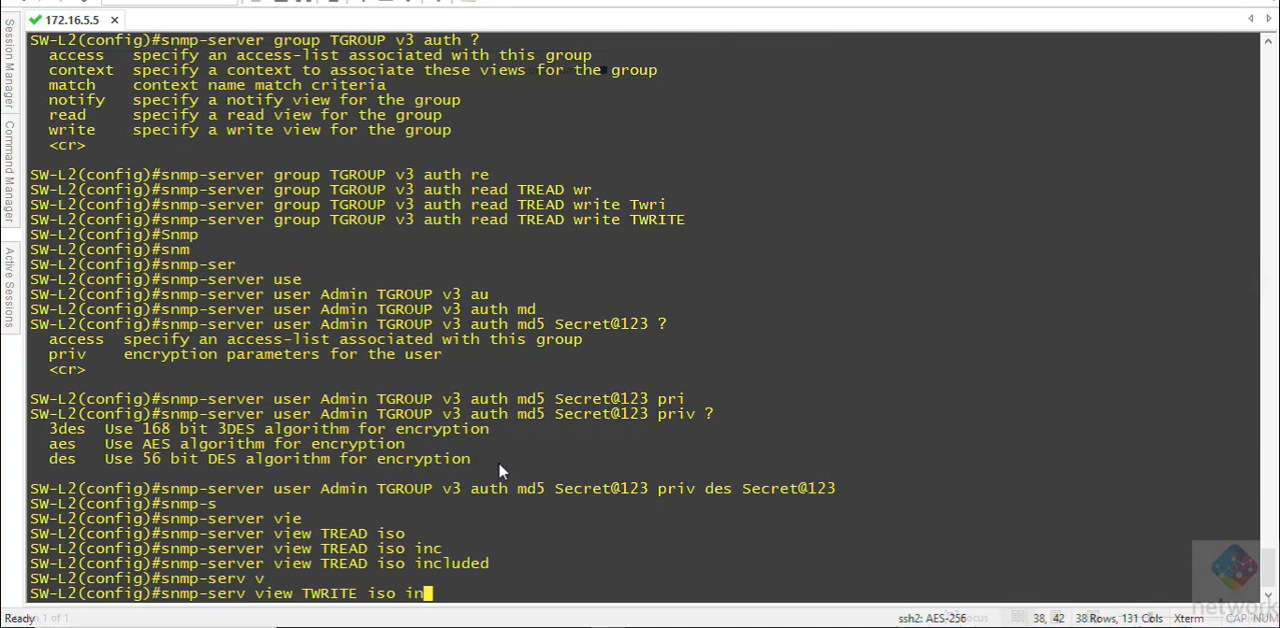 172.16.5.5
Session Manager
Command Manager
Active Sessions
SW-L2(config)#snmp-server group TGROUP v3 auth ?
access specify an access-list associated with this group
context specify a context to associate these views for the group
match context name match criteria
notify specify a notify view for the group
read specify a read view for the group
write specify a write view for the group
<cr>
SW-L2(config)#snmp-server group TGROUP v3 auth re
SW-L2(config)#snmp-server group TGROUP v3 auth read TREAD wr
SW-L2(config)#snmp-server group TGROUP v3 auth read TREAD write Twri
SW-L2(config)#snmp-server group TGROUP v3 auth read TREAD write TWRITE
SW-L2(config)#Snmp
SW-L2(config)#snm
SW-L2(config)#snmp-ser
SW-L2(config)#snmp-server use
SW-L2(config)#snmp-server user Admin TGROUP v3 au
SW-L2(config)#snmp-server user Admin TGROUP v3 auth md
SW-L2(config)#snmp-server user Admin TGROUP v3 auth md5 Secret@123 ?
access specify an access-list associated with this group
priv encryption parameters for the user
<cr>
SW-L2(config)#snmp-server user Admin TGROUP v3 auth md5 Secret@123 pri
SW-L2(config)#snmp-server user Admin TGROUP v3 auth md5 Secret@123 priv ?
3des Use 168 bit 3DES algorithm for encryption
aes Use AES algorithm for encryption
des Use 56 bit DES algorithm for encryption
SW-L2(config)#snmp-server user Admin TGROUP v3 auth md5 Secret@123 priv des Secret@123
SW-L2(config)#snmp-s
SW-L2(config)#snmp-server vie
SW-L2(config)#snmp-server view TREAD iso
SW-L2(config)#snmp-server view TREAD iso inc
SW-L2(config)#snmp-server view TREAD iso included
SW-L2(config)#snmp-serv v
SW-L2(config)#snmp-serv view TWRITE iso in
network
Ready 1 of 1 ssh2: AES-256 38, 42 38 Rows, 131 Cols Xterm CAP NUM